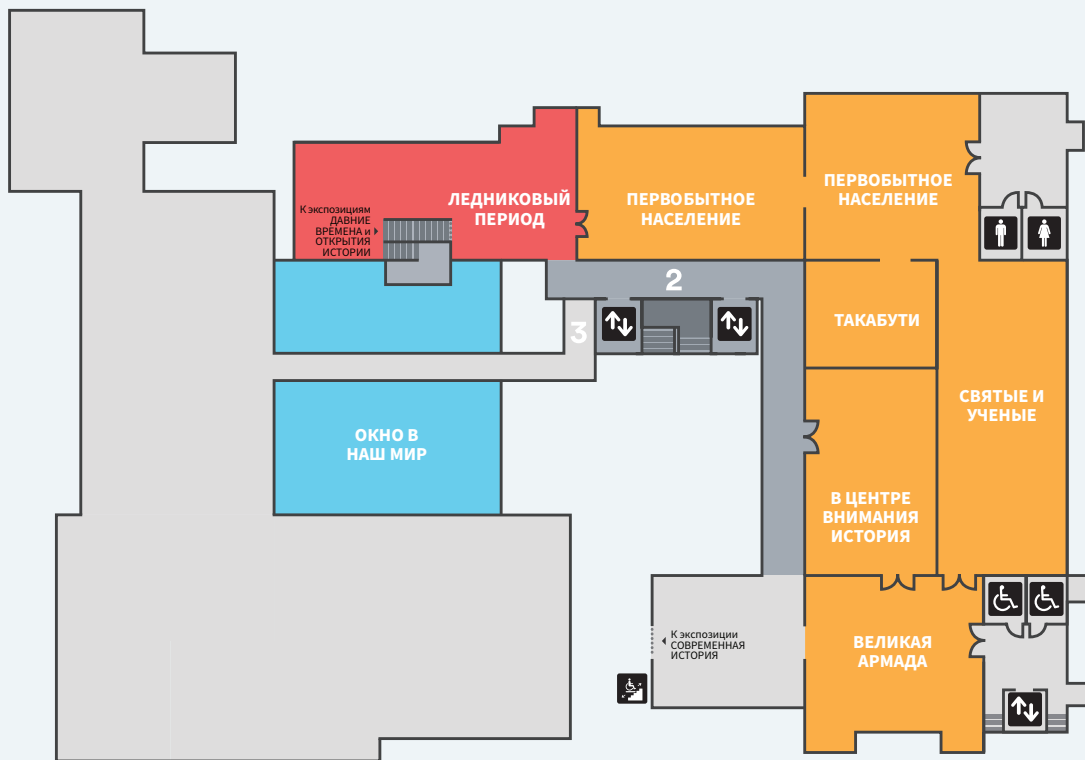 ЛЕДНИКОВЫЙ
ПЕРИОД
ПЕРВОБЫТНОЕ
НАСЕЛЕНИЕ
ПЕРВОБЫТНОЕ
НАСЕЛЕНИЕ
К экспозициям
ДАВНИЕ
ВРЕМЕНА и
ОТКРЫТИЯ
ИСТОРИИ
2
3
ТАКАБУТИ
СВЯТЫЕ И
УЧЕНЫЕ
ОКНО В
НАШ МИР
В ЦЕНТРЕ
ВНИМАНИЯ
ИСТОРИЯ
К экспозиции
СОВРЕМЕННАЯ
ИСТОРИЯ
ВЕЛИКАЯ
АРМАДА